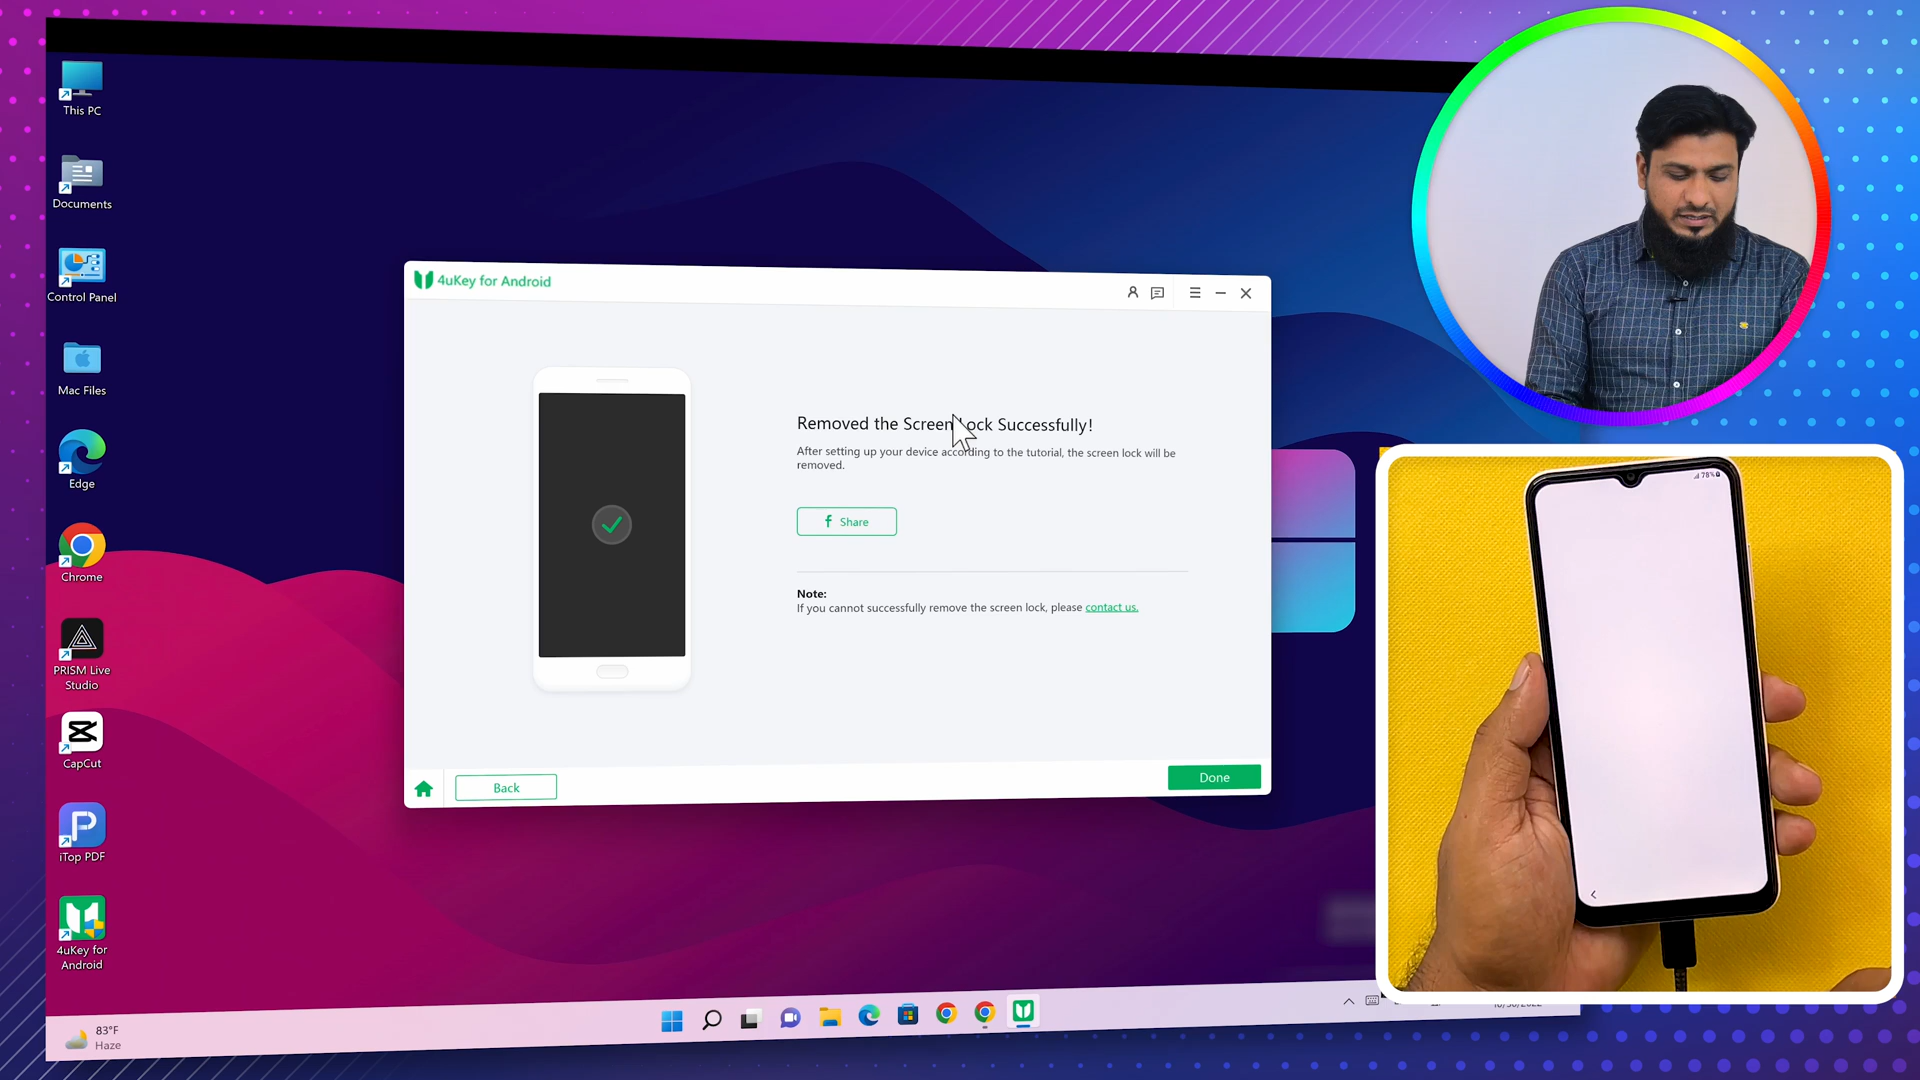 This PC
Documents
Control Panel
Mac Files
Edge
Chrome
PRISM Live
Studio
CapCut
iTop PDF
4uKey for
Android
4uKey for Android
Removed the Screen Lock Successfully!
After setting up your device according to the tutorial, the screen lock will be
removed.
Share
Note:
If you cannot successfully remove the screen lock, please contact us.
Back
Done
78%
83°F
Haze